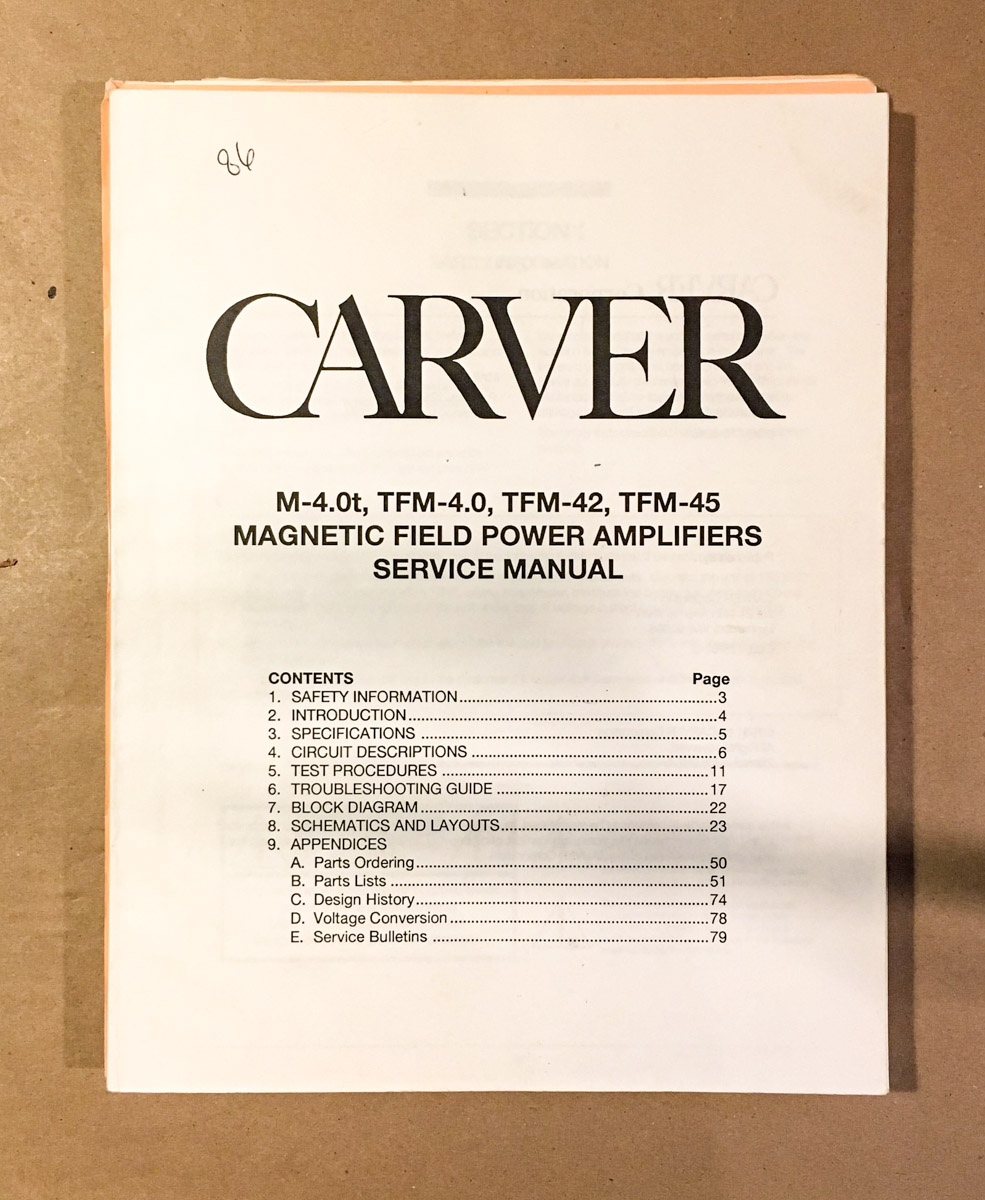 86
CARVER
M-4.0t, TFM-4.0, TFM-42, TFM-45
MAGNETIC FIELD POWER AMPLIFIERS
SERVICE MANUAL
CONTENTS Page
1. SAFETY INFORMATION.............................................................3
2. INTRODUCTION.........................................................................4
3. SPECIFICATIONS ......................................................................5
4. CIRCUIT DESCRIPTIONS ..........................................................6
5. TEST PROCEDURES ...............................................................11
6. TROUBLESHOOTING GUIDE ..................................................17
7. BLOCK DIAGRAM.....................................................................22
8. SCHEMATICS AND LAYOUTS.................................................23
9. APPENDICES
A. Parts Ordering......................................................................50
B. Parts Lists ............................................................................51
C. Design History......................................................................74
D. Voltage Conversion..............................................................78
E. Service Bulletins ..................................................................79